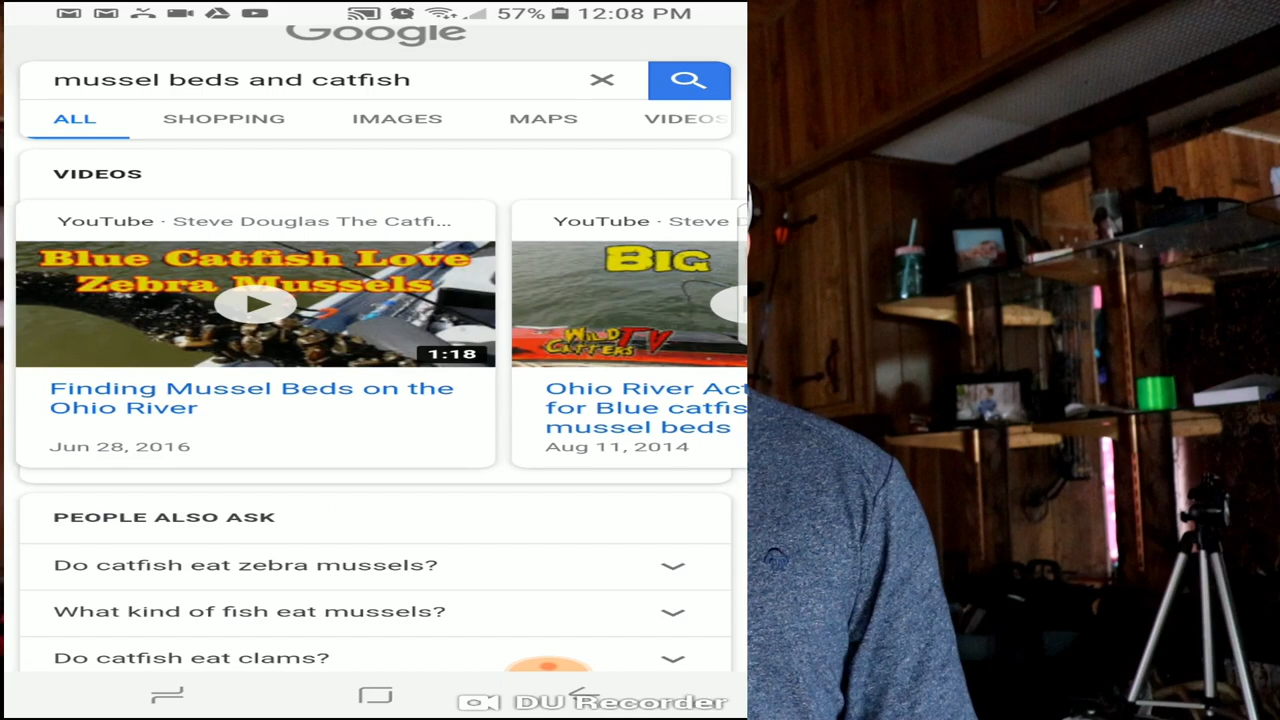 57% 12:08 PM
Google
mussel beds and catfish
ALL SHOPPING IMAGES MAPS VIDEOS
VIDEOS
YouTube · Steve Douglas The Catfi...
Blue Catfish Love
Zebra Mussels
1:18
Finding Mussel Beds on the
Ohio River
Jun 28, 2016
YouTube · Steve D
BIG
WILD TV
CATTERS
Ohio River Act
for Blue catfis
mussel beds
Aug 11, 2014
PEOPLE ALSO ASK
Do catfish eat zebra mussels?
What kind of fish eat mussels?
Do catfish eat clams?
DU Recorder